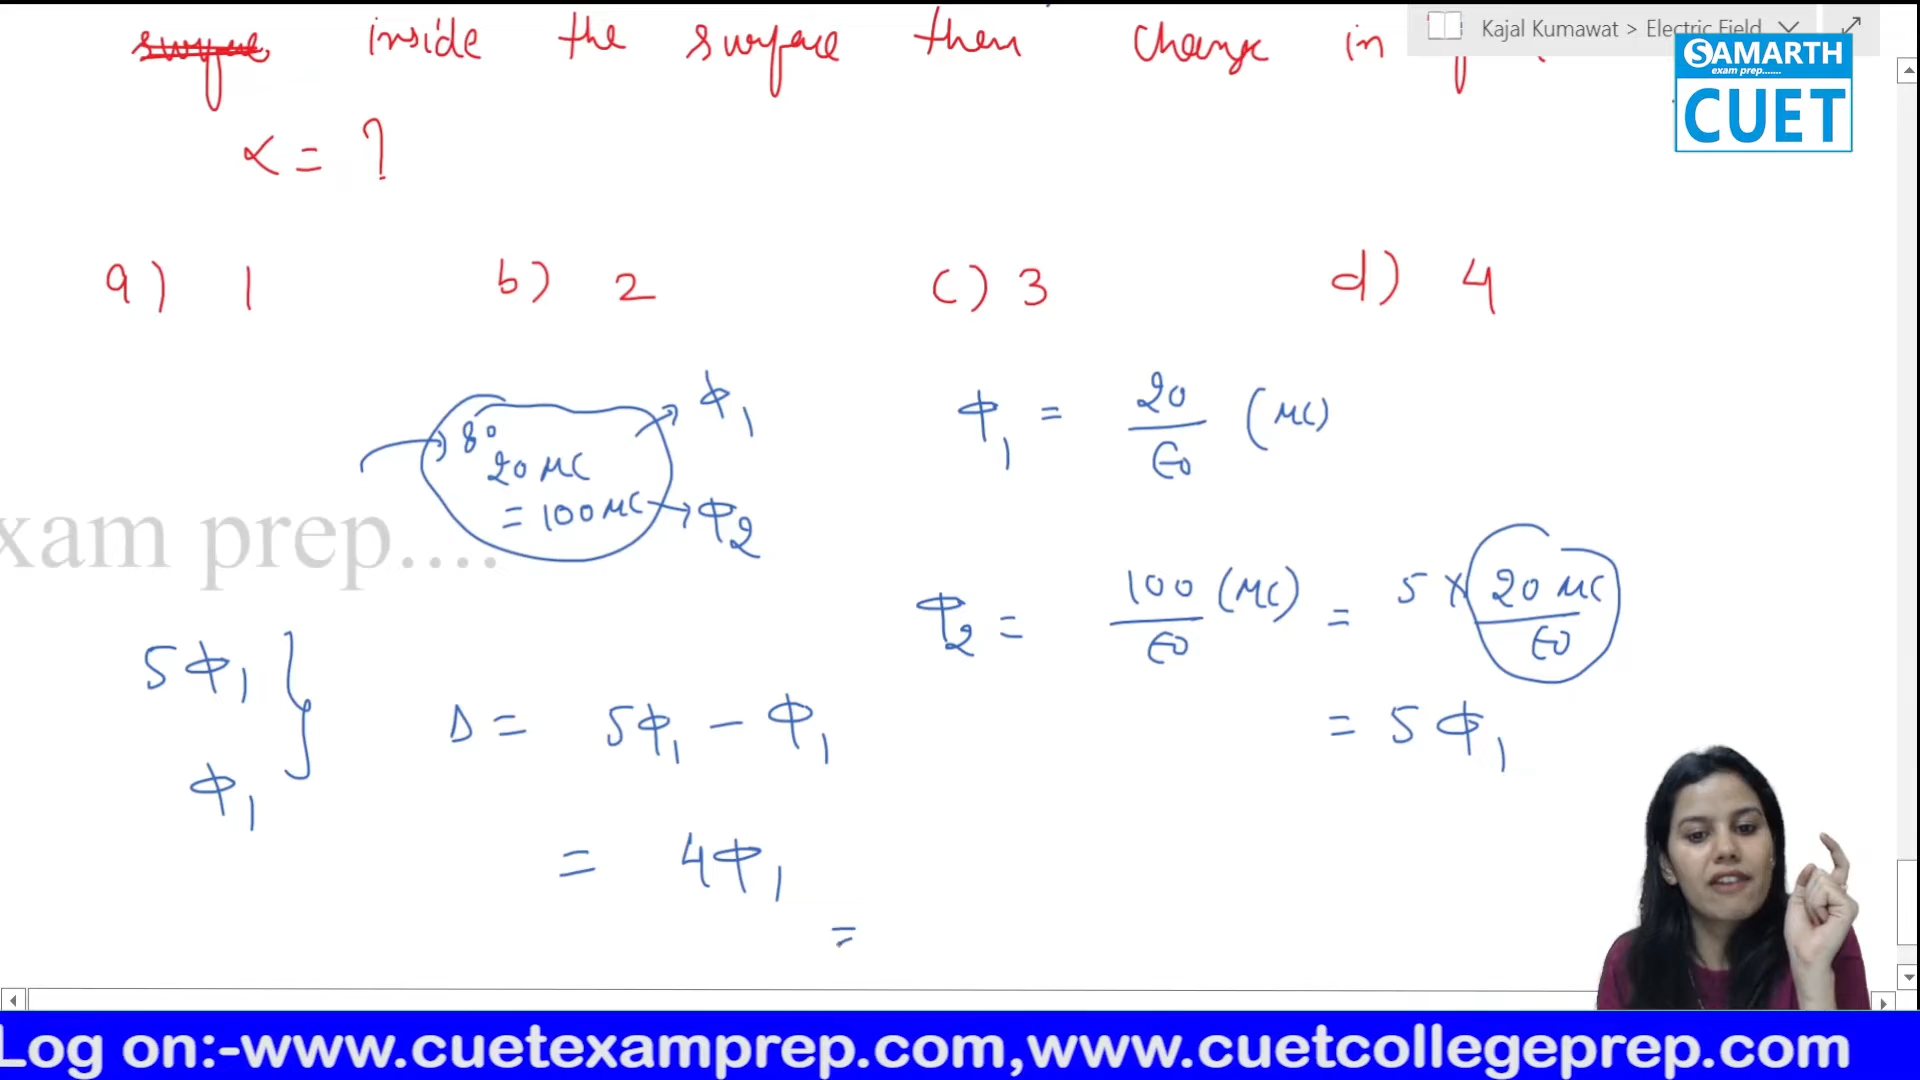 Kajal Kumawat > Electric Field
inside the surface then change in
SAMARTH
exam prep.......
CUET
α = ?
a) 1 b) 2 c) 3 d) 4
80
20 μC
= 100 μC
ϕ1
ϕ2
ϕ1 = 20/ϵ0 (μC)
xam prep....
ϕ2 = 100/ϵ0 (μC) = 5 × 20 μC/ϵ0
= 5 ϕ1
5ϕ1
ϕ1
Δ = 5ϕ1 − ϕ1
= 4ϕ1
=
Log on:-www.cuetexamprep.com,www.cuetcollegeprep.com